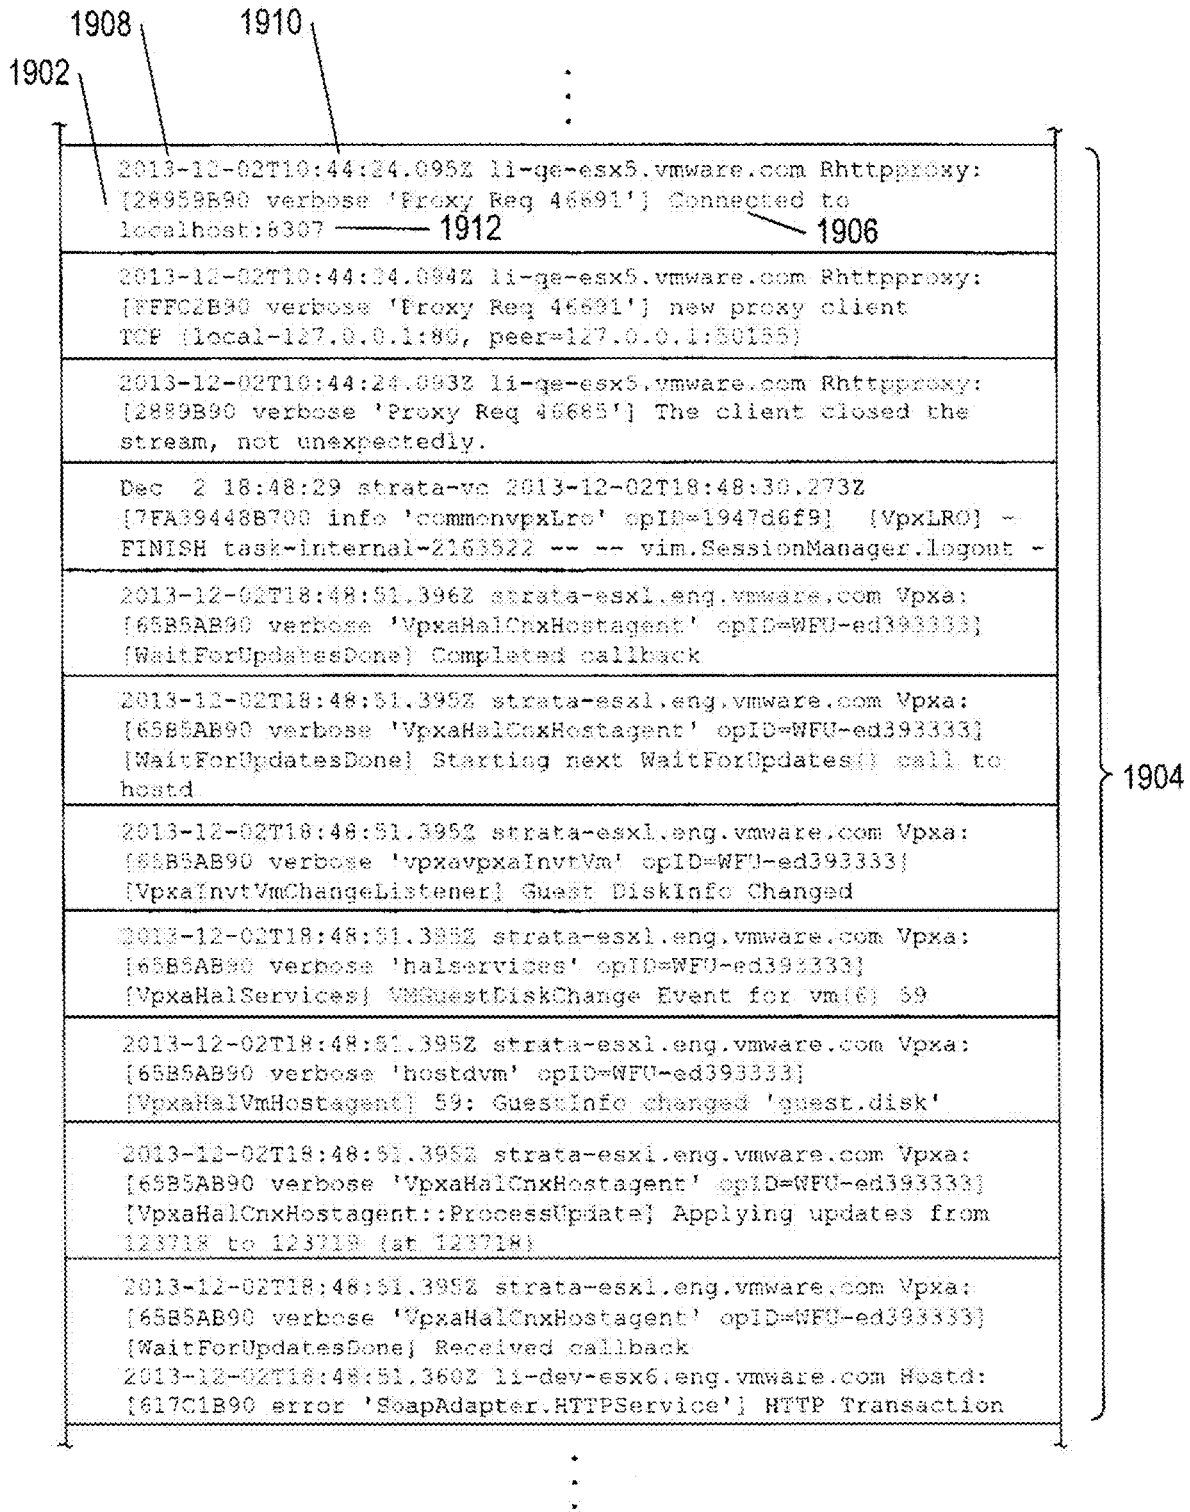 1908
1910
1902
2013-12-02T10:44:24.095Z li-qe-esx5.vmware.com Rhttpproxy:
[28959B90 verbose 'Proxy Req 46691'] Connected to
localhost:8307
1912
1906
2013-12-02T10:44:24.094Z li-qe-esx5.vmware.com Rhttpproxy:
[FFFC2B90 verbose 'Proxy Req 46691'] new proxy client
TCP [local-127.0.0.1:80, peer=127.0.0.1:50155]
2013-12-02T10:44:24.093Z li-qe-esx5.vmware.com Rhttpproxy:
[2889B90 verbose 'Proxy Req 46685'] The client closed the
stream, not unexpectedly.
Dec  2 18:48:29 strata-vc 2013-12-02T18:48:30.273Z
[7FA39448B700 info 'commonvpxLro' opID=1947d6f9]  [VpxLRO] -
FINISH task-internal-2163522 -- -- vim.SessionManager.logout -
2013-12-02T18:48:51.396Z strata-esx1.eng.vmware.com Vpxa:
[65B5AB90 verbose 'VpxaHalCnxHostagent' opID=WFU-ed393333]
[WaitForUpdatesDone] Completed callback
2013-12-02T18:48:51.395Z strata-esx1.eng.vmware.com Vpxa:
[65B5AB90 verbose 'VpxaHalCnxHostagent' opID=WFU-ed393333]
[WaitForUpdatesDone] Starting next WaitForUpdates() call to
hostd
1904
2013-12-02T18:48:51.395Z strata-esx1.eng.vmware.com Vpxa:
[65B5AB90 verbose 'vpxavpxaInvtVm' opID=WFU-ed393333]
[VpxaInvtVmChangeListener] Guest DiskInfo Changed
2013-12-02T18:48:51.395Z strata-esx1.eng.vmware.com Vpxa:
[65B5AB90 verbose 'halservices' opID=WFU-ed393333]
[VpxaHalServices] VMGuestDiskChange Event for vm(6) 59
2013-12-02T18:48:51.395Z strata-esx1.eng.vmware.com Vpxa:
[65B5AB90 verbose 'hostdvm' opID=WFU-ed393333]
[VpxaHalVmHostagent] 59: GuestInfo changed 'guest.disk'
2013-12-02T18:48:51.395Z strata-esx1.eng.vmware.com Vpxa:
[65B5AB90 verbose 'VpxaHalCnxHostagent' opID=WFU-ed393333]
[VpxaHalCnxHostagent::ProcessUpdate] Applying updates from
123718 to 123719 (at 123718)
2013-12-02T18:48:51.395Z strata-esx1.eng.vmware.com Vpxa:
[65B5AB90 verbose 'VpxaHalCnxHostagent' opID=WFU-ed393333]
[WaitForUpdatesDone] Received callback
2013-12-02T18:48:51.360Z li-dev-esx6.eng.vmware.com Hostd:
[617C1B90 error 'SoapAdapter.HTTPService'] HTTP Transaction